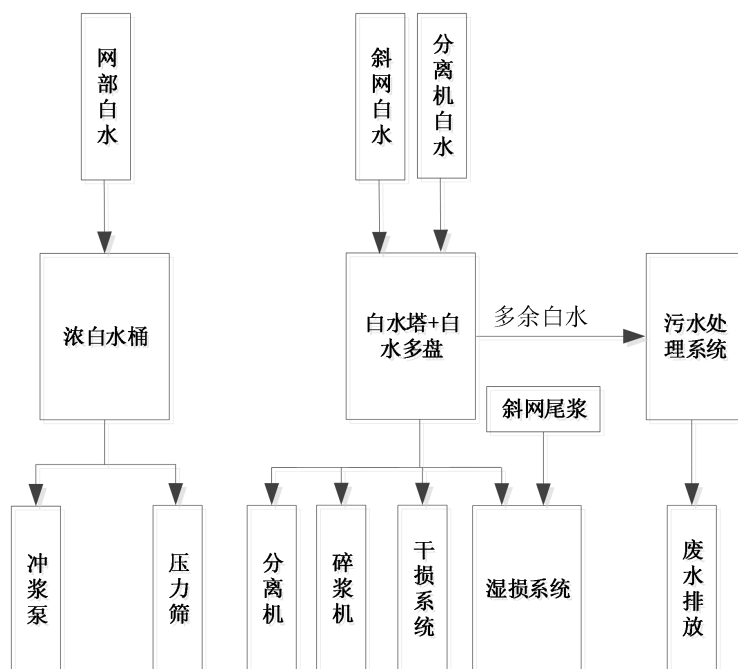 网部白水
斜网白水
分离机白水
浓白水桶
白水塔+白
水多盘
多余白水
污水处
理系统
斜网尾浆
冲浆泵
压力筛
分离机
碎浆机
干损系统
湿损系统
废水排放